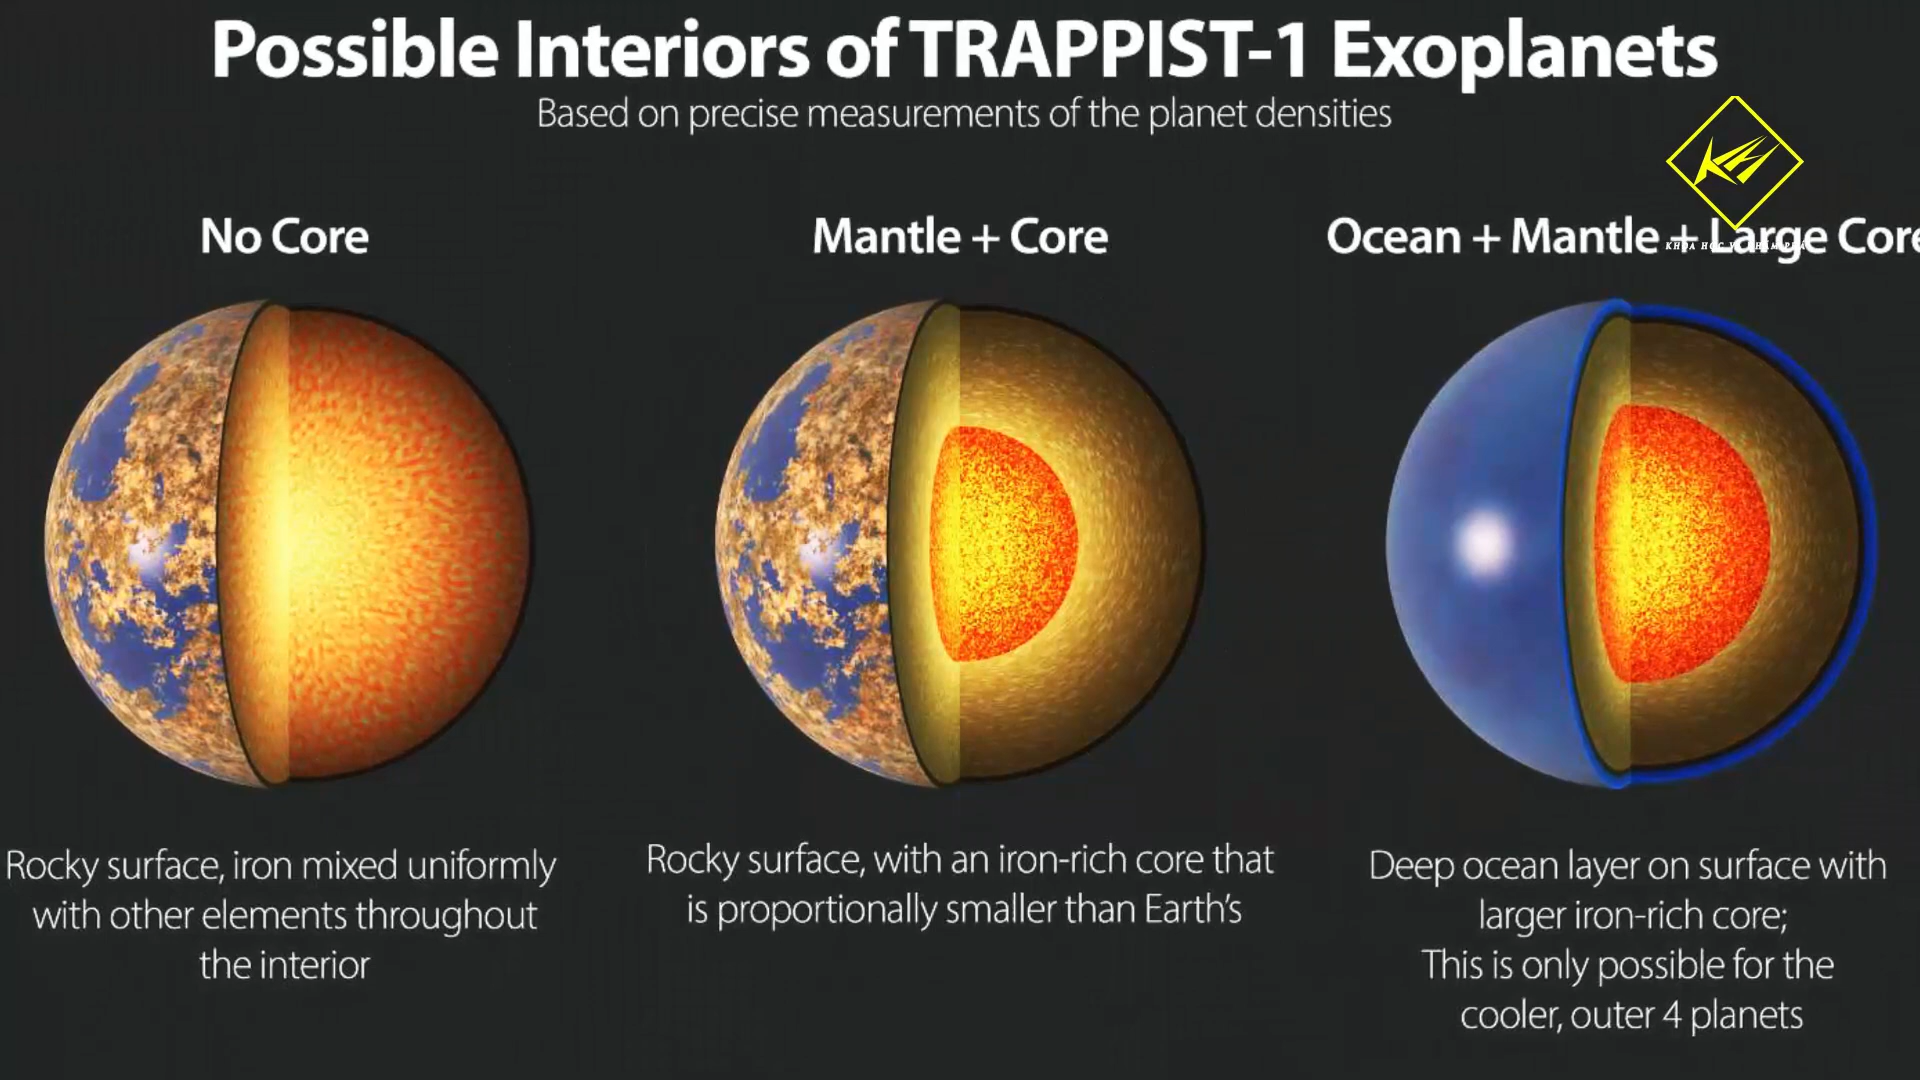 Possible Interiors of TRAPPIST-1 Exoplanets
Based on precise measurements of the planet densities
No Core
Mantle + Core
Ocean + Mantle + Large Core
Rocky surface, iron mixed uniformly
with other elements throughout
the interior
Rocky surface, with an iron-rich core that
is proportionally smaller than Earth's
Deep ocean layer on surface with
larger iron-rich core;
This is only possible for the
cooler, outer 4 planets